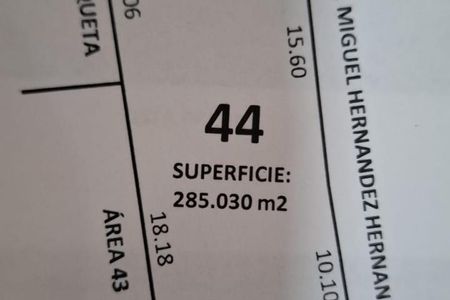 QUETA
06
15.60
MIGUEL HERNANDEZ HERNAN
44
SUPERFICIE:
285.030 m2
ÁREA 43
18.18
10.10